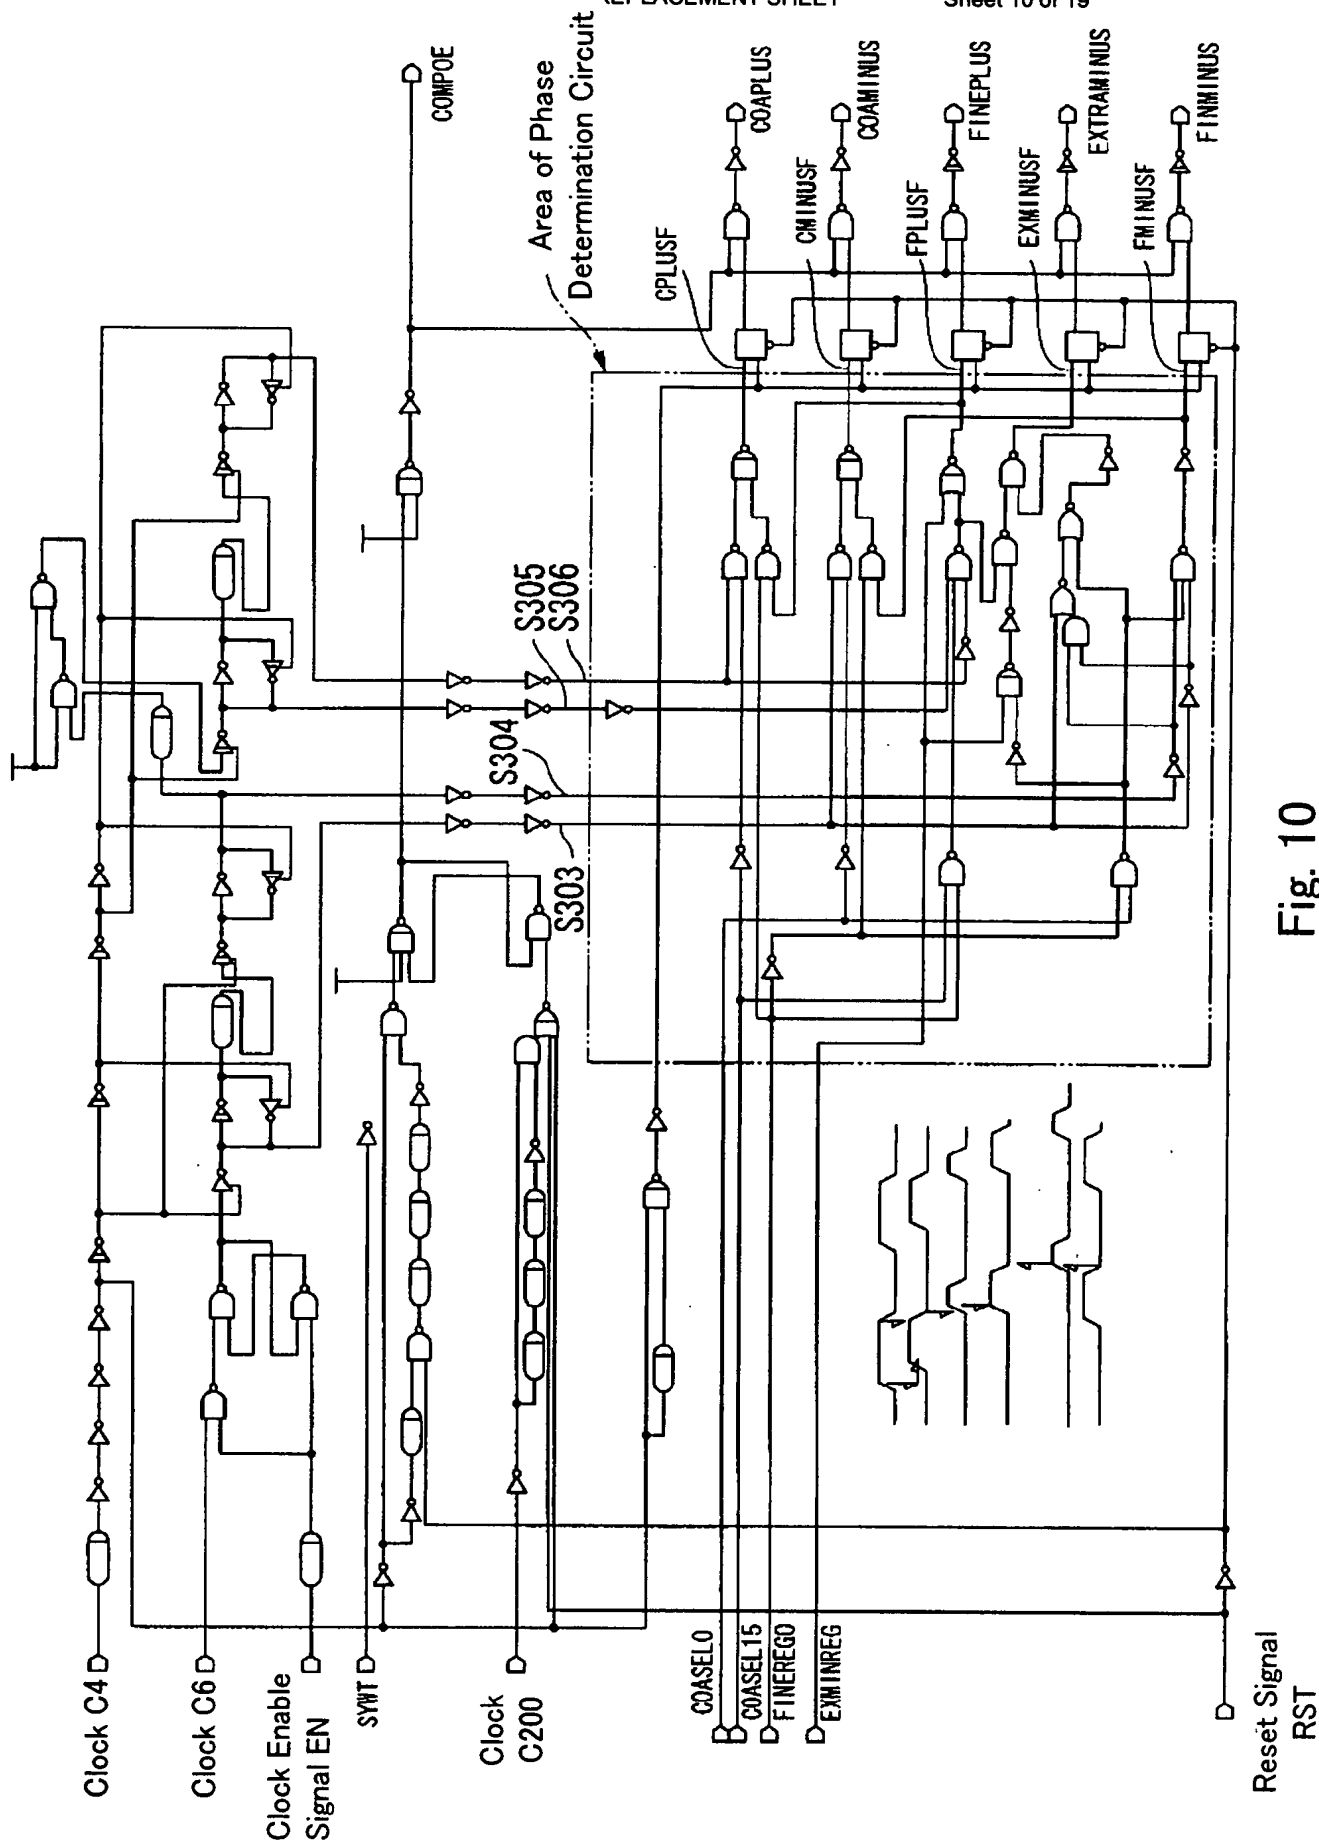 REPLACEMENT SHEET Sheet 10 of 19
Clock C4
Clock C6
Clock Enable
Signal EN
SYWT
Clock
C200
COASEL0
COASEL15
FINEREG0
EXMINREG
Reset Signal
RST
S303
S304
S305
S306
COMPOE
Area of Phase
Determination Circuit
CPLUSF
CMINUSF
FPLUSF
EXMINUSF
FMINUSF
COAPLUS
COAMINUS
FINEPLUS
EXTRAMINUS
FINMINUS
Fig. 10